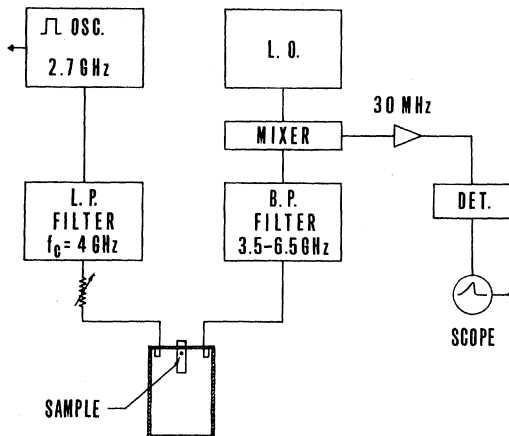 OSC.
2.7 GHz
L. O.
30 MHz
MIXER
L. P.
FILTER
fc = 4 GHz
B. P.
FILTER
3.5-6.5GHz
DET.
SCOPE
SAMPLE